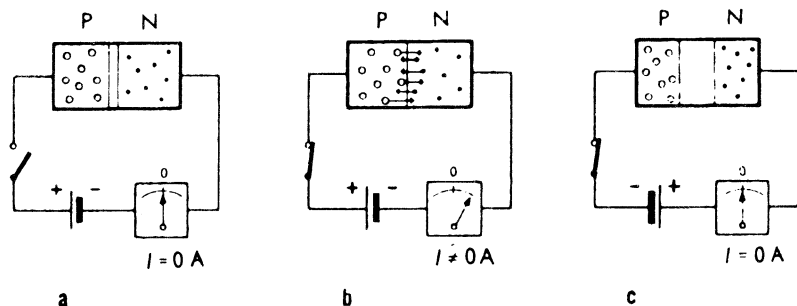 P N
P N
P N
+ - 0
+ - 0
- + 0
I = 0 A
I ≠ 0 A
I = 0 A
a
b
c